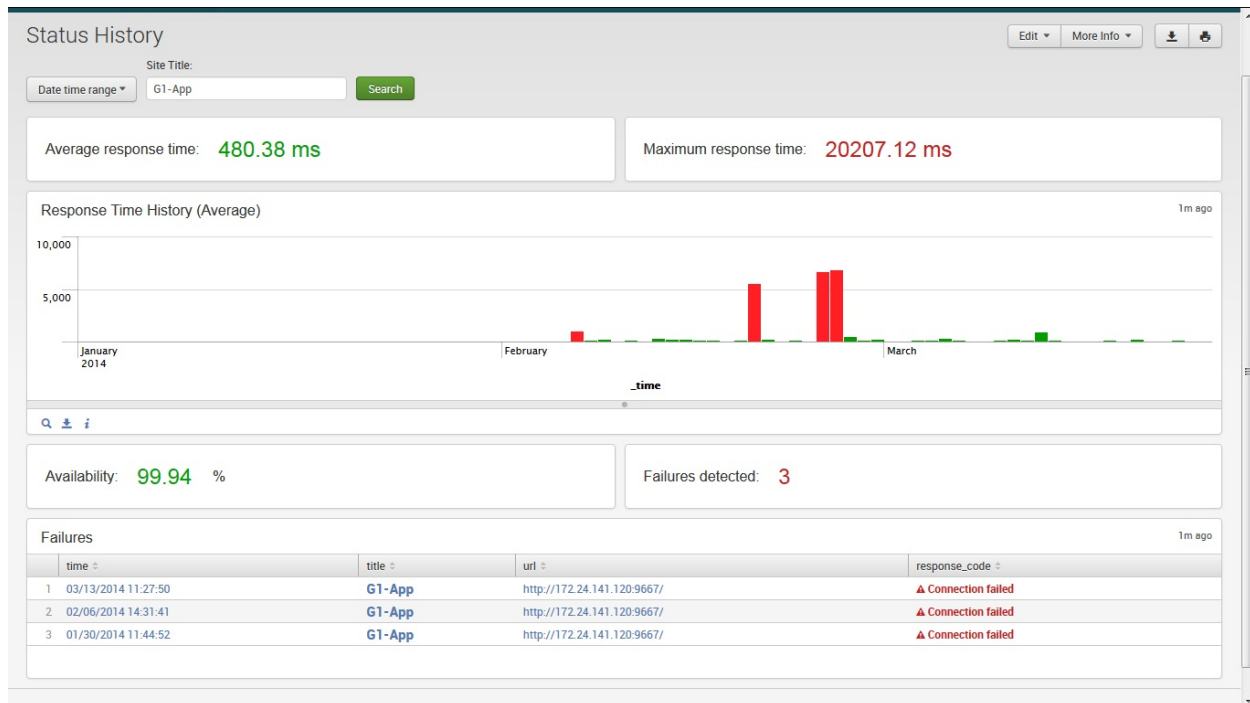 Status History
Edit More Info
Site Title:
Date time range G1-App Search
Average response time: 480.38 ms
Maximum response time: 20207.12 ms
Response Time History (Average) 1m ago
10,000
5,000
January February March
2014
_time
i
Availability: 99.94 %
Failures detected: 3
Failures 1m ago
time title url response_code
1 03/13/2014 11:27:50 G1-App http://172.24.141.120:9667/ Connection failed
2 02/06/2014 14:31:41 G1-App http://172.24.141.120:9667/ Connection failed
3 01/30/2014 11:44:52 G1-App http://172.24.141.120:9667/ Connection failed